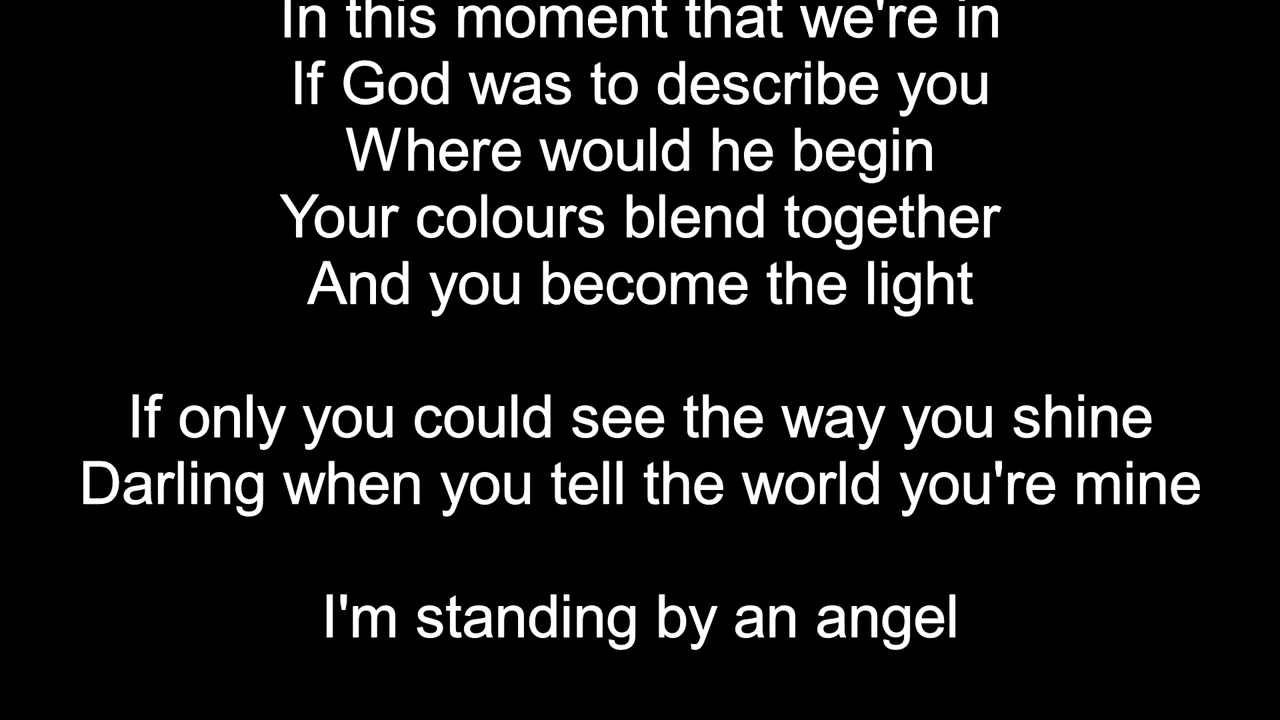 In this moment that we're in
If God was to describe you
Where would he begin
Your colours blend together
And you become the light
If only you could see the way you shine
Darling when you tell the world you're mine
I'm standing by an angel